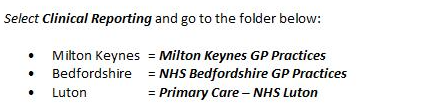 Select Clinical Reporting and go to the folder below:
• Milton Keynes = Milton Keynes GP Practices
• Bedfordshire = NHS Bedfordshire GP Practices
• Luton = Primary Care – NHS Luton